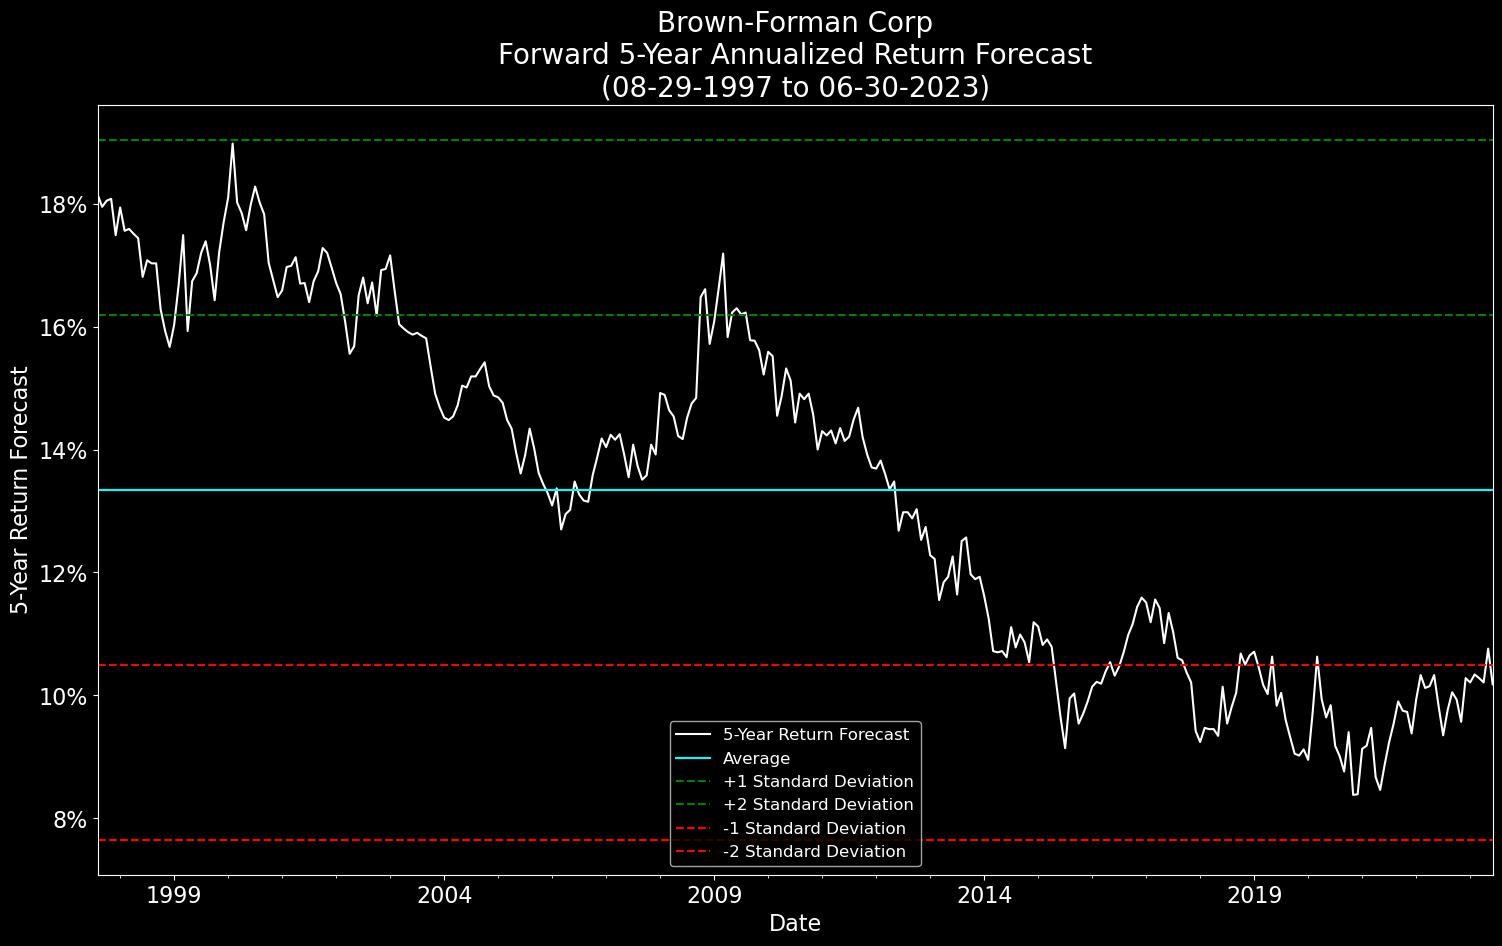 Brown-Forman Corp
Forward 5-Year Annualized Return Forecast
(08-29-1997 to 06-30-2023)
5-Year Return Forecast
18%
16%
14%
12%
10%
8%
5-Year Return Forecast
Average
+1 Standard Deviation
+2 Standard Deviation
-1 Standard Deviation
-2 Standard Deviation
1999
2004
2009
2014
2019
Date